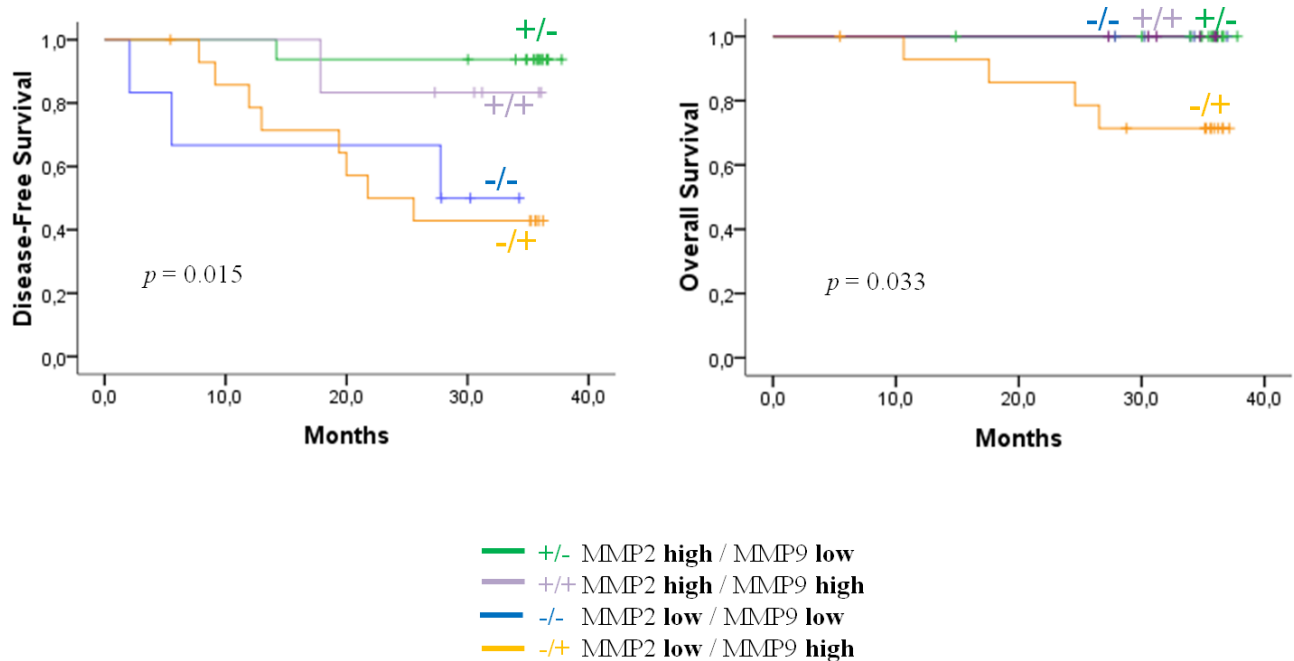 +/-
1,0
0,8
+/+
0,6
-/-
0,4
-/+
p = 0.015
0,2
0,0
0,0 10,0 20,0 30,0 40,0
Months
Disease-Free Survival
-/- +/+ +/-
1,0
0,8
-/+
0,6
0,4
p = 0.033
0,2
0,0
0,0 10,0 20,0 30,0 40,0
Months
Overall Survival
+/- MMP2 high / MMP9 low
+/+ MMP2 high / MMP9 high
-/- MMP2 low / MMP9 low
-/+ MMP2 low / MMP9 high